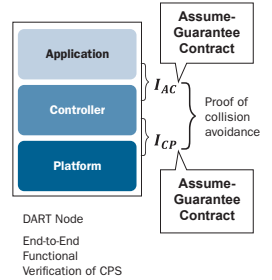 Assume-
Guarantee
Contract
Application
I_AC
Controller
Proof of
collision
avoidance
I_CP
Platform
Assume-
Guarantee
Contract
DART Node
End-to-End
Functional
Verification of CPS